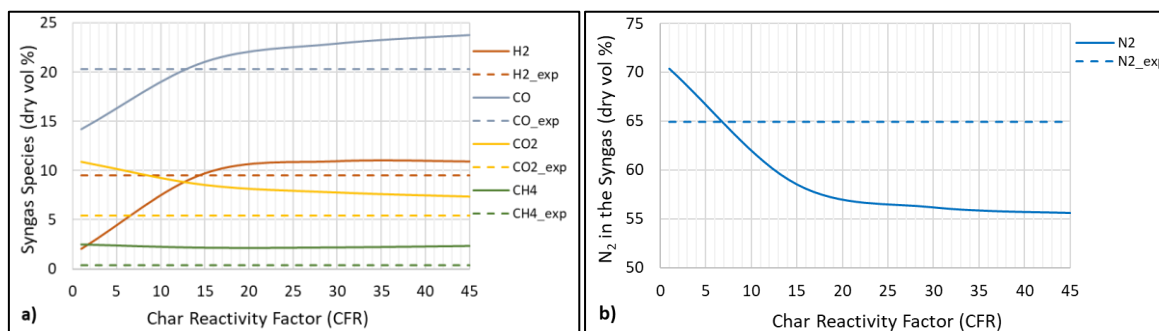 Syngas Species (dry vol %)
25
20
15
10
5
0
0 5 10 15 20 25 30 35 40 45
Char Reactivity Factor (CFR)
a)
H2
H2_exp
CO
CO_exp
CO2
CO2_exp
CH4
CH4_exp
N2 in the Syngas (dry vol %)
75
70
65
60
55
50
0 5 10 15 20 25 30 35 40 45
Char Reactivity Factor (CFR)
b)
N2
N2_exp